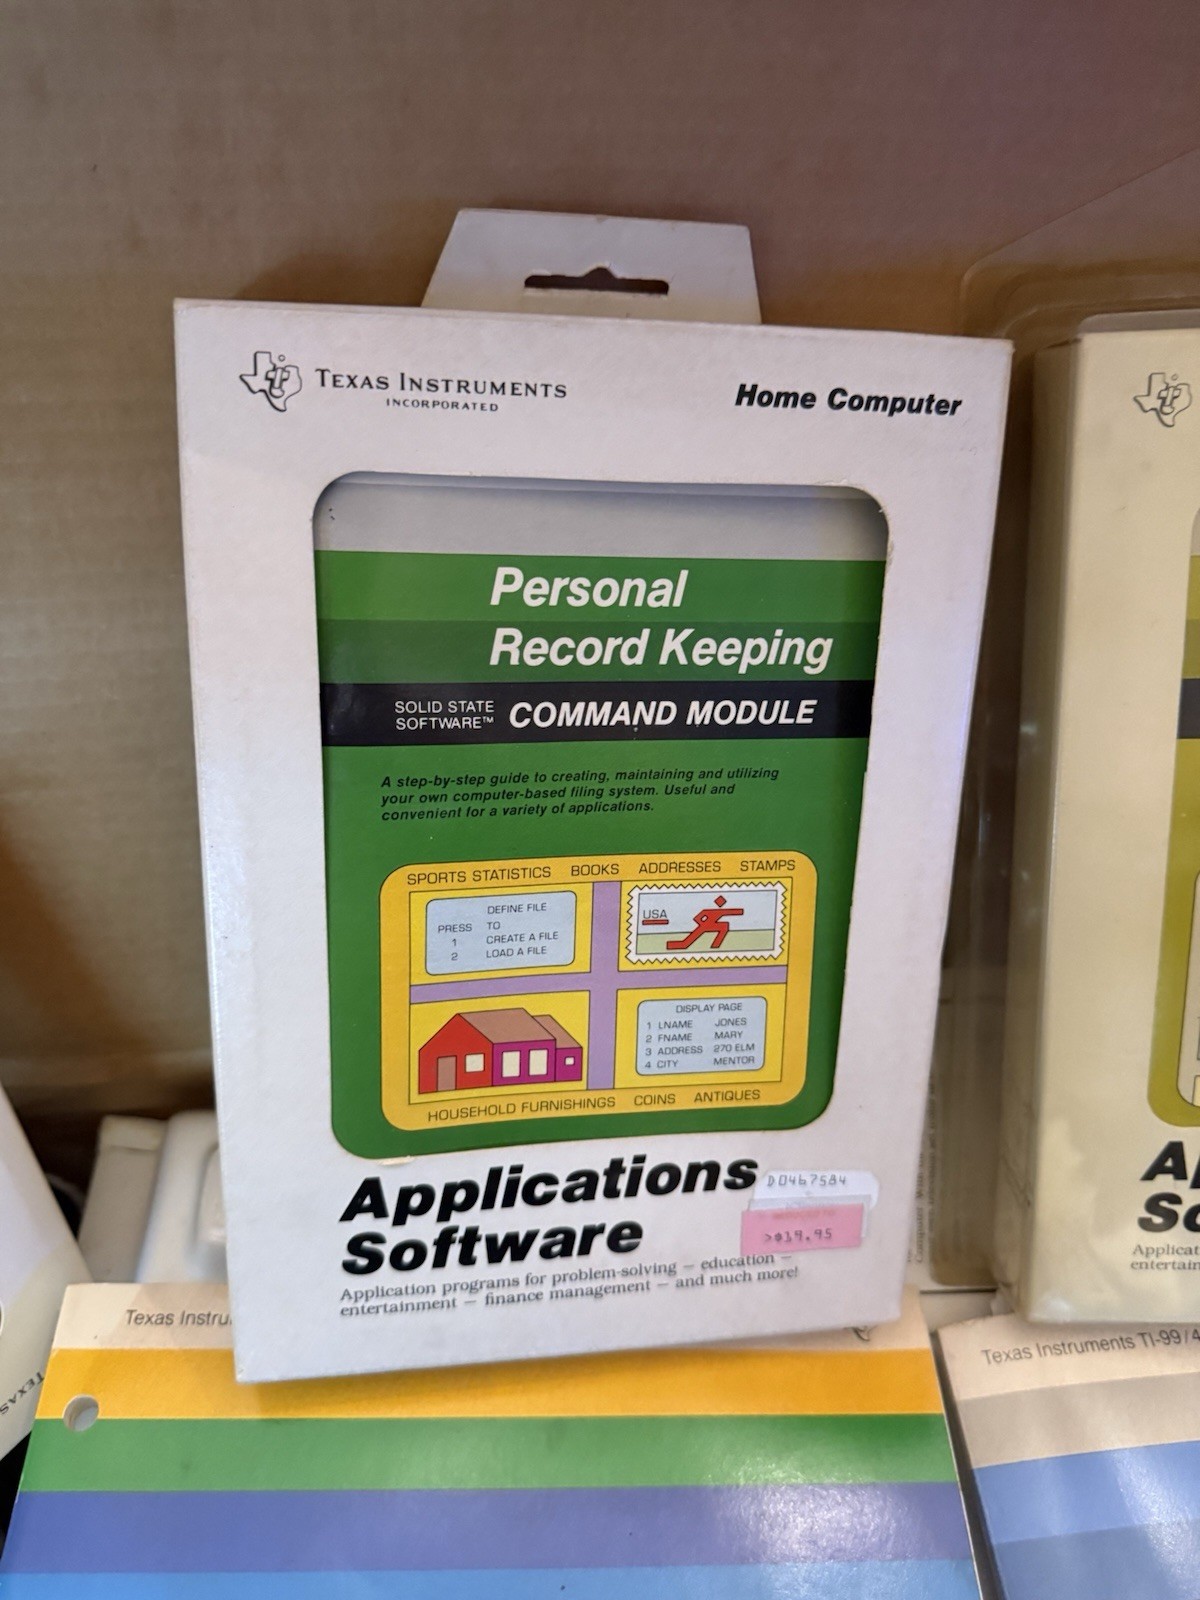 TEXAS INSTRUMENTS
INCORPORATED
Home Computer
Personal
Record Keeping
SOLID STATE
SOFTWARE™ COMMAND MODULE
A step-by-step guide to creating, maintaining and utilizing
your own computer-based filing system. Useful and
convenient for a variety of applications.
SPORTS STATISTICS BOOKS ADDRESSES STAMPS
DEFINE FILE
PRESS TO
1 CREATE A FILE
2 LOAD A FILE
USA
DISPLAY PAGE
1 LNAME JONES
2 FNAME MARY
3 ADDRESS 270 ELM
4 CITY MENTOR
HOUSEHOLD FURNISHINGS COINS ANTIQUES
Applications
Software
D0467584
Application programs for problem-solving — education —
entertainment — finance management — and much more!
Texas Instru
Texas Instruments TI-99/4
TEXAS